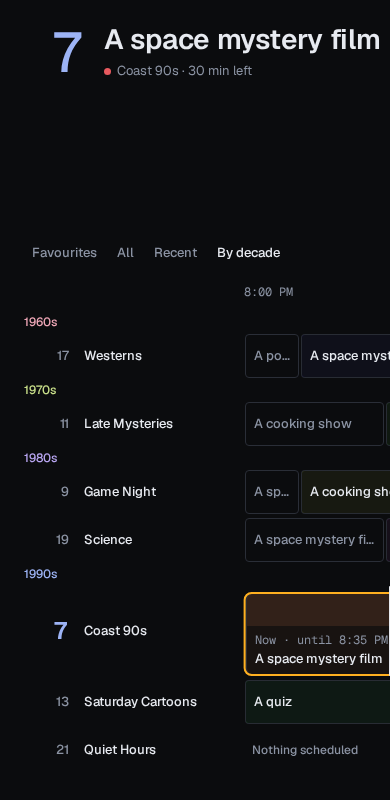 7 A space mystery film
Coast 90s · 30 min left
Favourites All Recent By decade
8:00 PM
1960s
17 Westerns A po… A space myst
1970s
11 Late Mysteries A cooking show
1980s
9 Game Night A sp… A cooking sh
19 Science A space mystery fi…
1990s
Now · until 8:35 PM
7 Coast 90s
A space mystery film
13 Saturday Cartoons A quiz
21 Quiet Hours Nothing scheduled